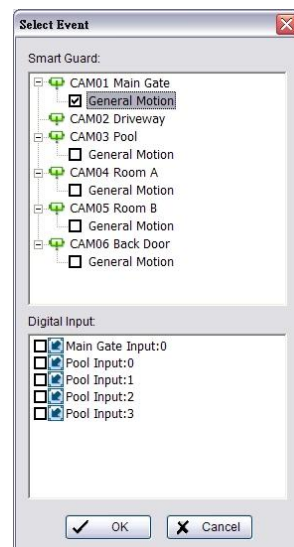 Select Event
Smart Guard:
CAM01 Main Gate
General Motion
CAM02 Driveway
CAM03 Pool
General Motion
CAM04 Room A
General Motion
CAM05 Room B
General Motion
CAM06 Back Door
General Motion
Digital Input:
Main Gate Input:0
Pool Input:0
Pool Input:1
Pool Input:2
Pool Input:3
OK
Cancel